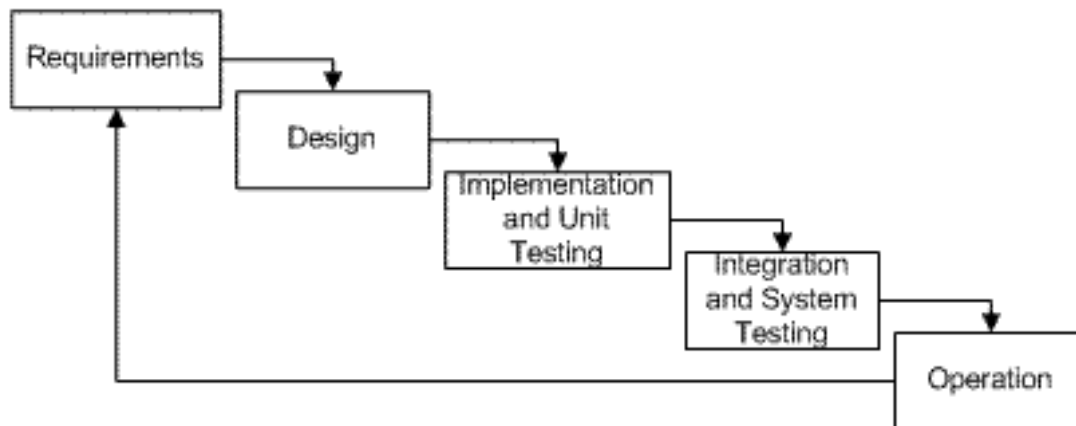 Requirements
Design
Implementation
and Unit
Testing
Integration
and System
Testing
Operation